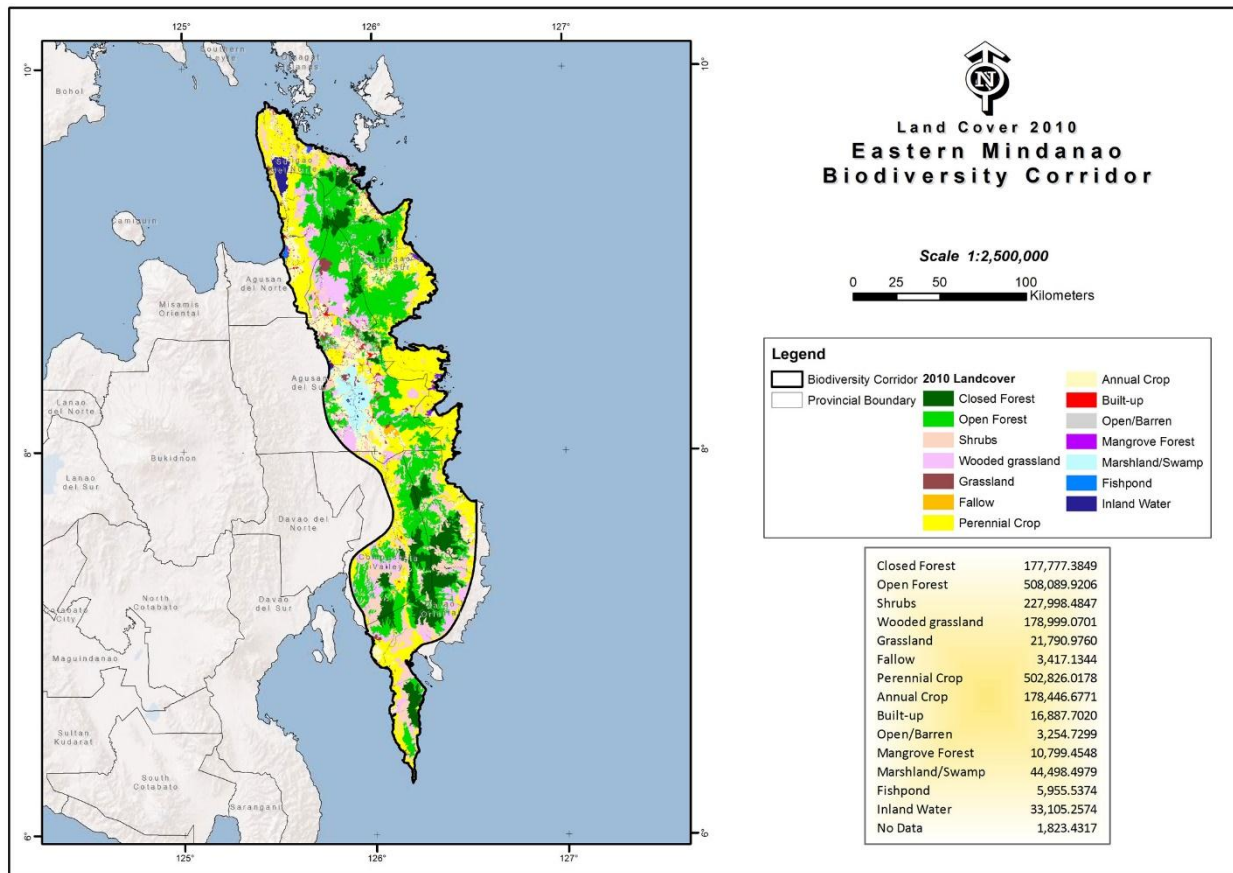 125°
126°
127°
10°
10°
Southern
Leyte
Bohol
Surigao
del Norte
Camiguin
Agusan
del Norte
Misamis
Oriental
Agusan
del Sur
Lanao
del Norte
8°
8°
Bukidnon
Lanao
del Sur
Davao del
Norte
Valley
North
Cotabato
Davao
del Sur
City
Maguindanao
Sultan
Kudarat
South
Cotabato
Sarangani
6°
6°
125°
126°
127°
N
Land Cover 2010
Eastern Mindanao
Biodiversity Corridor
Scale 1:2,500,000
0 25 50 100
Kilometers
Legend
Biodiversity Corridor
Provincial Boundary
2010 Landcover
Closed Forest
Open Forest
Shrubs
Wooded grassland
Grassland
Fallow
Perennial Crop
Annual Crop
Built-up
Open/Barren
Mangrove Forest
Marshland/Swamp
Fishpond
Inland Water
Closed Forest 177,777.3849
Open Forest 508,089.9206
Shrubs 227,998.4847
Wooded grassland 178,999.0701
Grassland 21,790.9760
Fallow 3,417.1344
Perennial Crop 502,826.0178
Annual Crop 178,446.6771
Built-up 16,887.7020
Open/Barren 3,254.7299
Mangrove Forest 10,799.4548
Marshland/Swamp 44,498.4979
Fishpond 5,955.5374
Inland Water 33,105.2574
No Data 1,823.4317